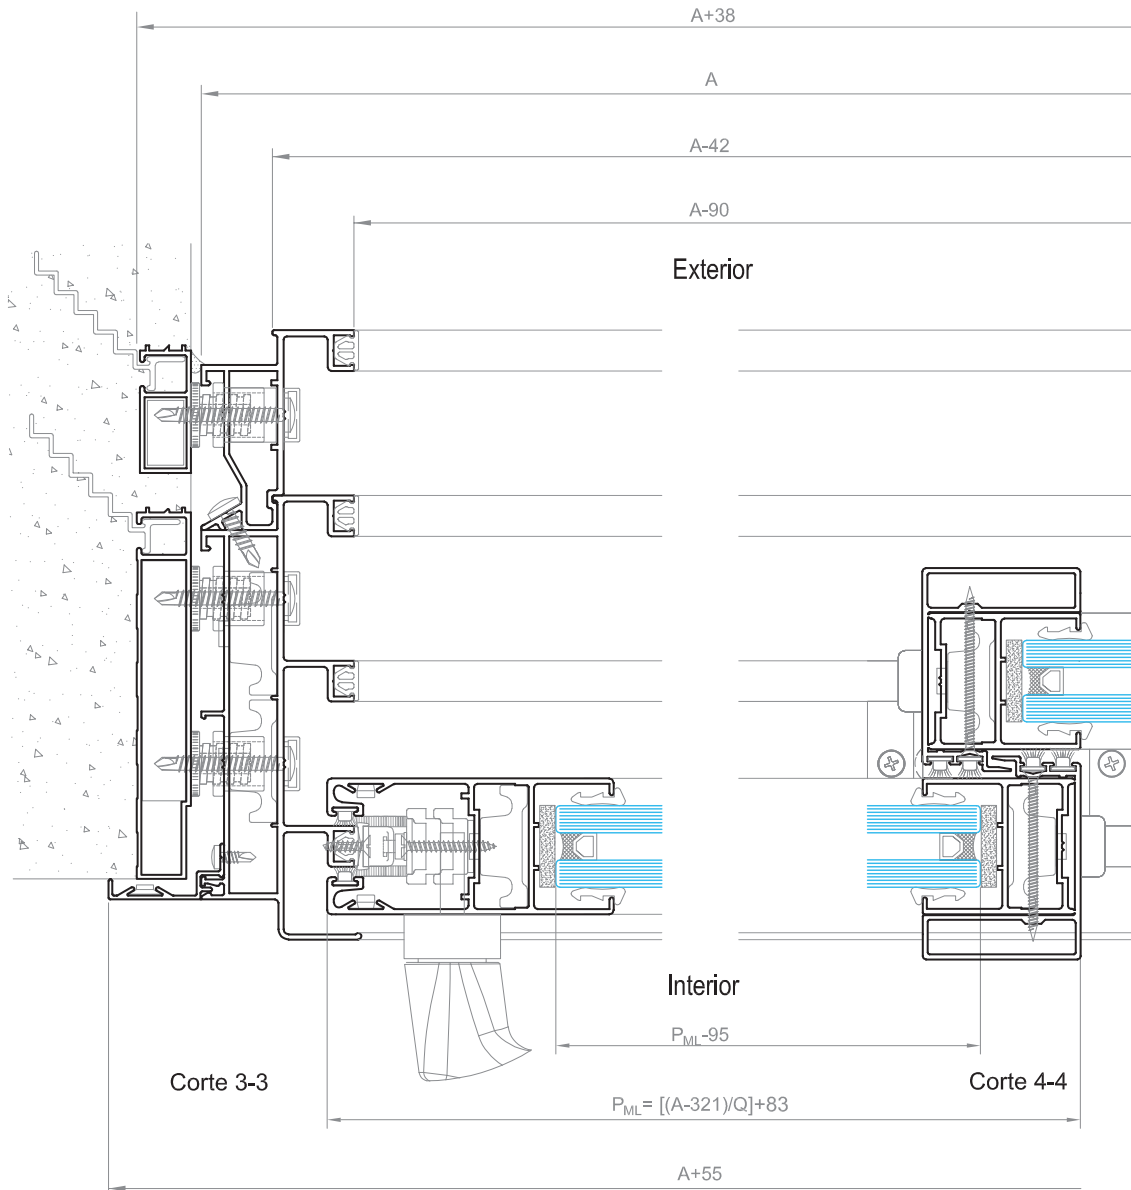 A+38
A
A-42
A-90
Exterior
Interior
PML-95
Corte 3-3
Corte 4-4
PML= [(A-321)/Q]+83
A+55